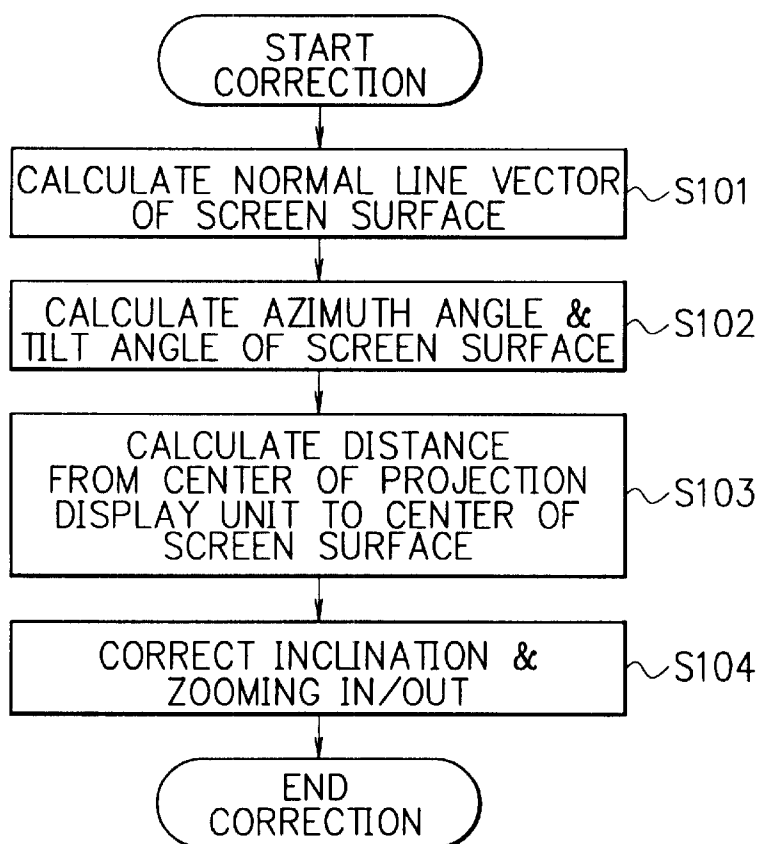 START
CORRECTION
CALCULATE NORMAL LINE VECTOR
OF SCREEN SURFACE
S101
CALCULATE AZIMUTH ANGLE &
TILT ANGLE OF SCREEN SURFACE
S102
CALCULATE DISTANCE
FROM CENTER OF PROJECTION
DISPLAY UNIT TO CENTER OF
SCREEN SURFACE
S103
CORRECT INCLINATION &
ZOOMING IN/OUT
S104
END
CORRECTION